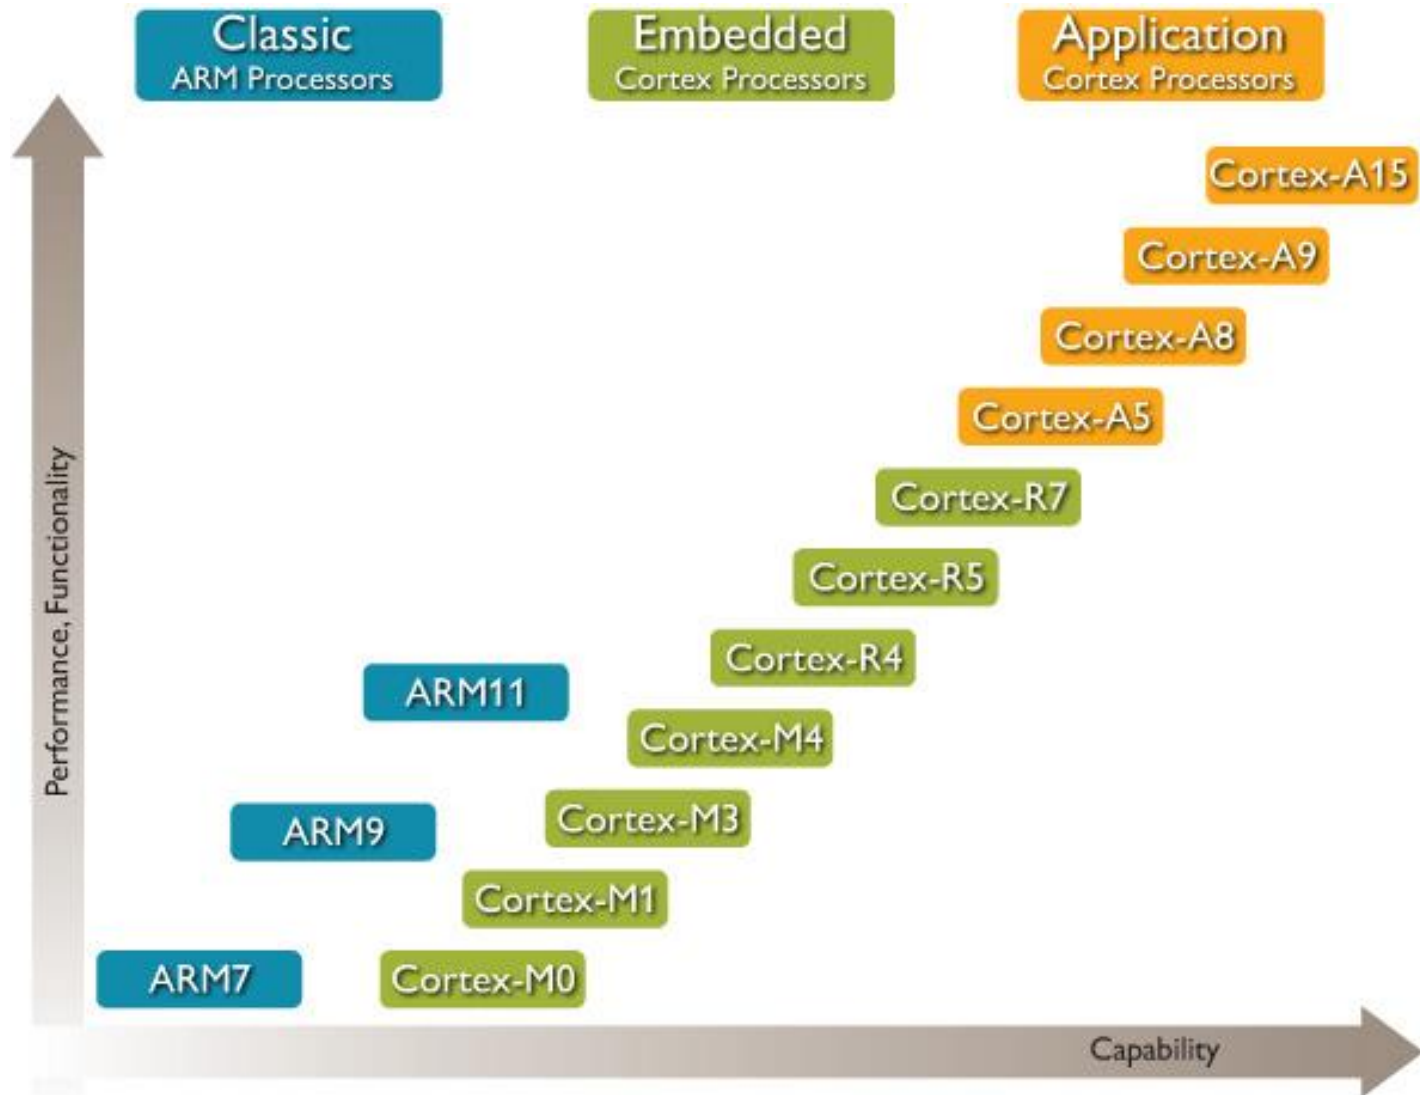 Classic
ARM Processors
Embedded
Cortex Processors
Application
Cortex Processors
Cortex-A15
Cortex-A9
Cortex-A8
Cortex-A5
Cortex-R7
Cortex-R5
Cortex-R4
ARM11
Cortex-M4
Cortex-M3
ARM9
Cortex-M1
ARM7
Cortex-M0
Performance, Functionality
Capability